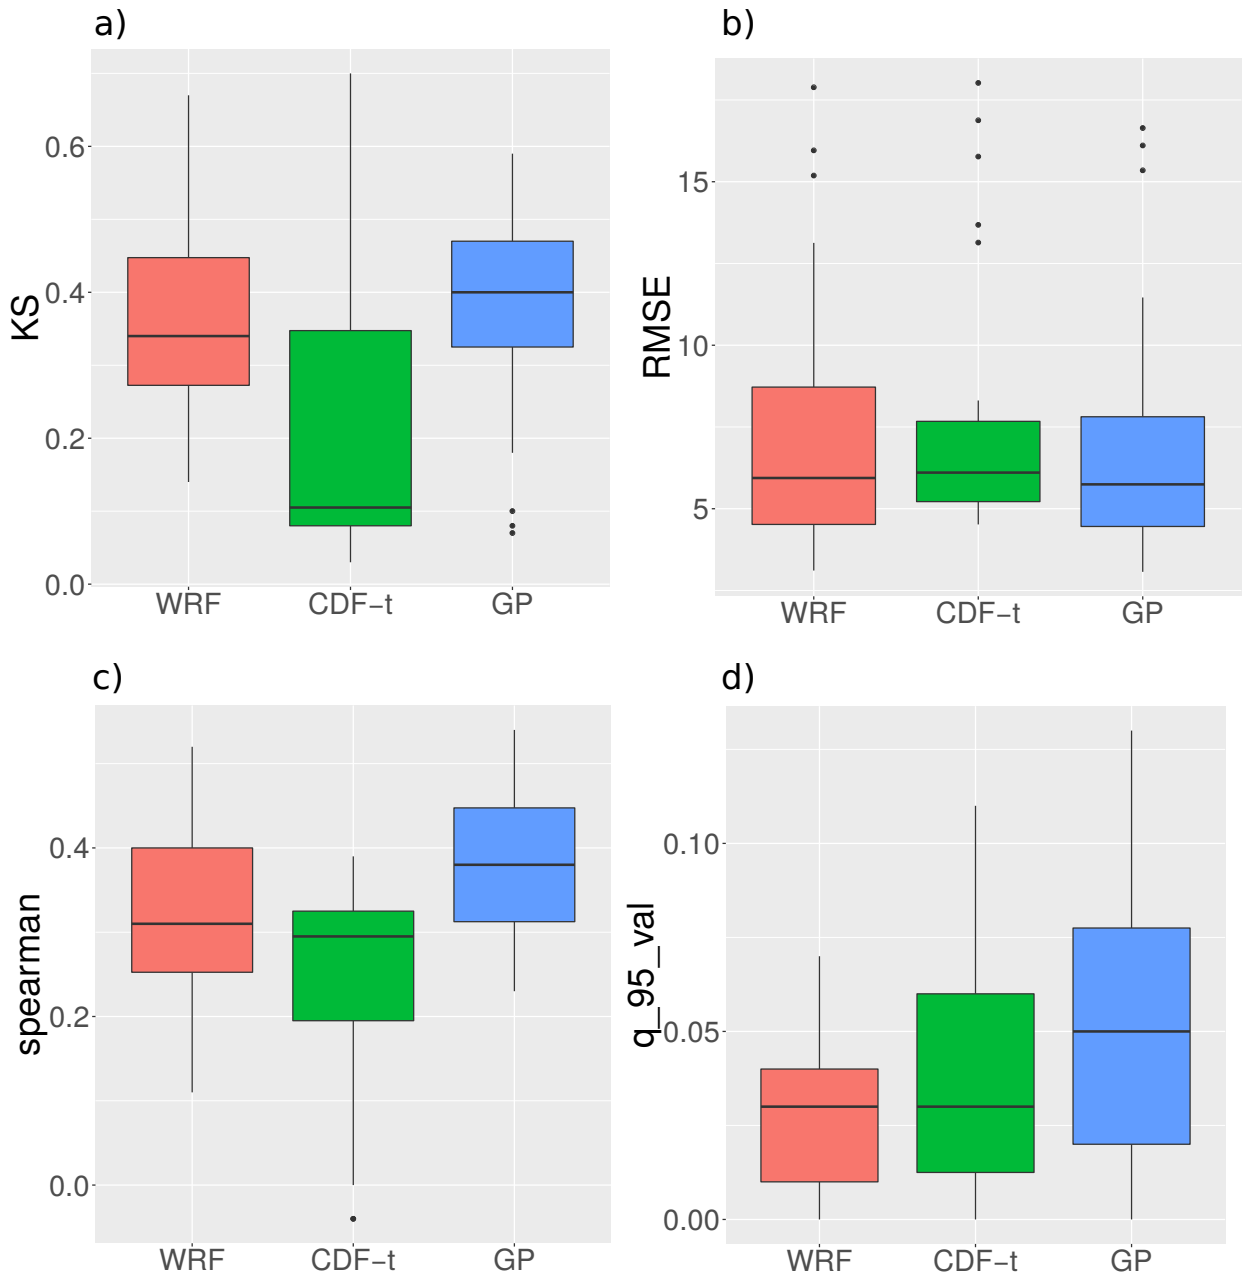 a)
KS
0.6
0.4
0.2
0.0
WRF CDF−t GP
b)
RMSE
15
10
5
WRF CDF−t GP
c)
spearman
0.4
0.2
0.0
WRF CDF−t GP
d)
q_95_val
0.10
0.05
0.00
WRF CDF−t GP